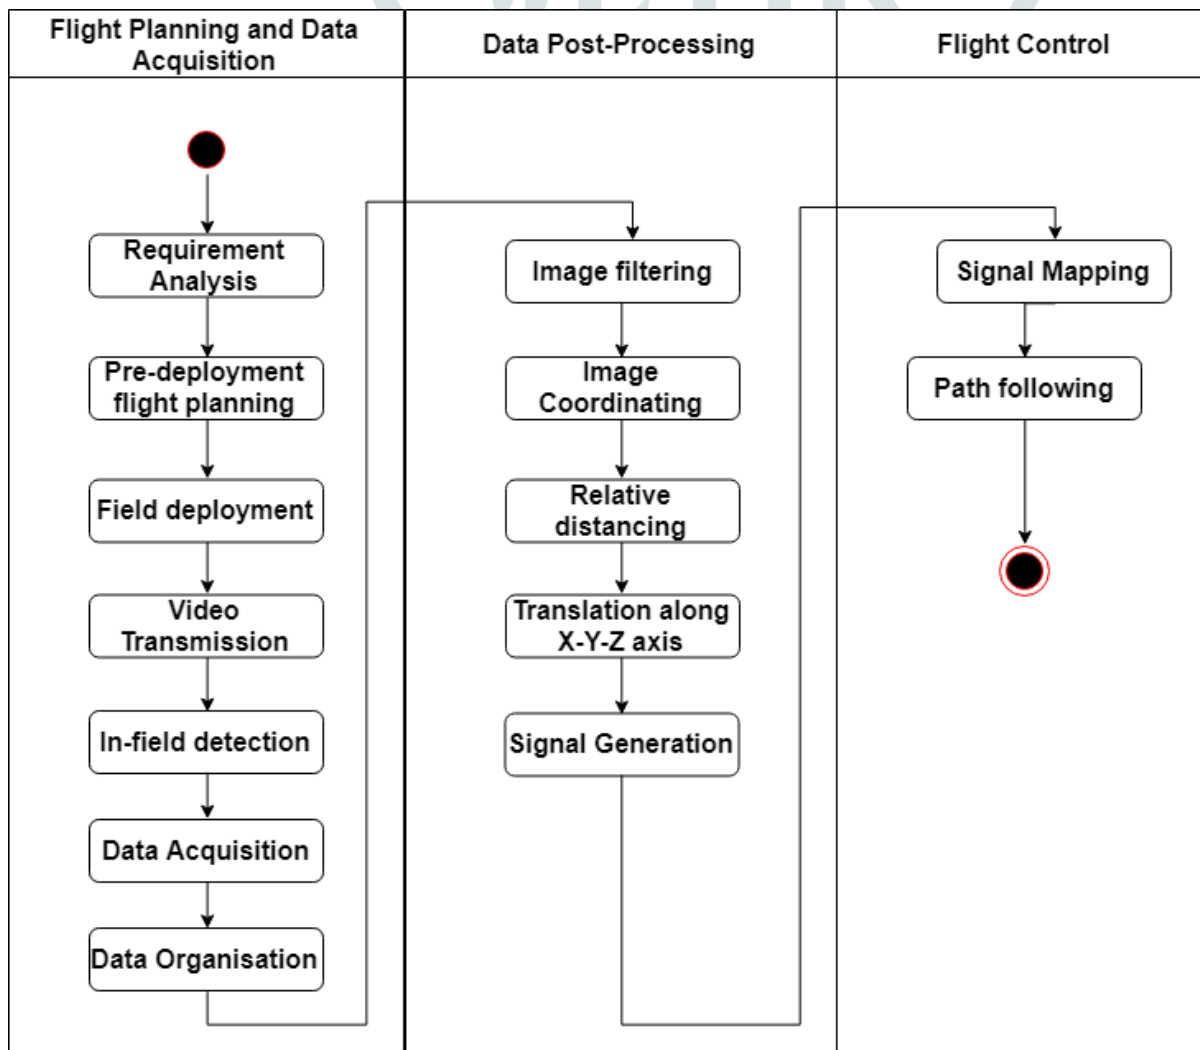 Flight Planning and Data
Acquisition
Data Post-Processing
Flight Control
Requirement
Analysis
Pre-deployment
flight planning
Field deployment
Video
Transmission
In-field detection
Data Acquisition
Data Organisation
Image filtering
Image
Coordinating
Relative
distancing
Translation along
X-Y-Z axis
Signal Generation
Signal Mapping
Path following